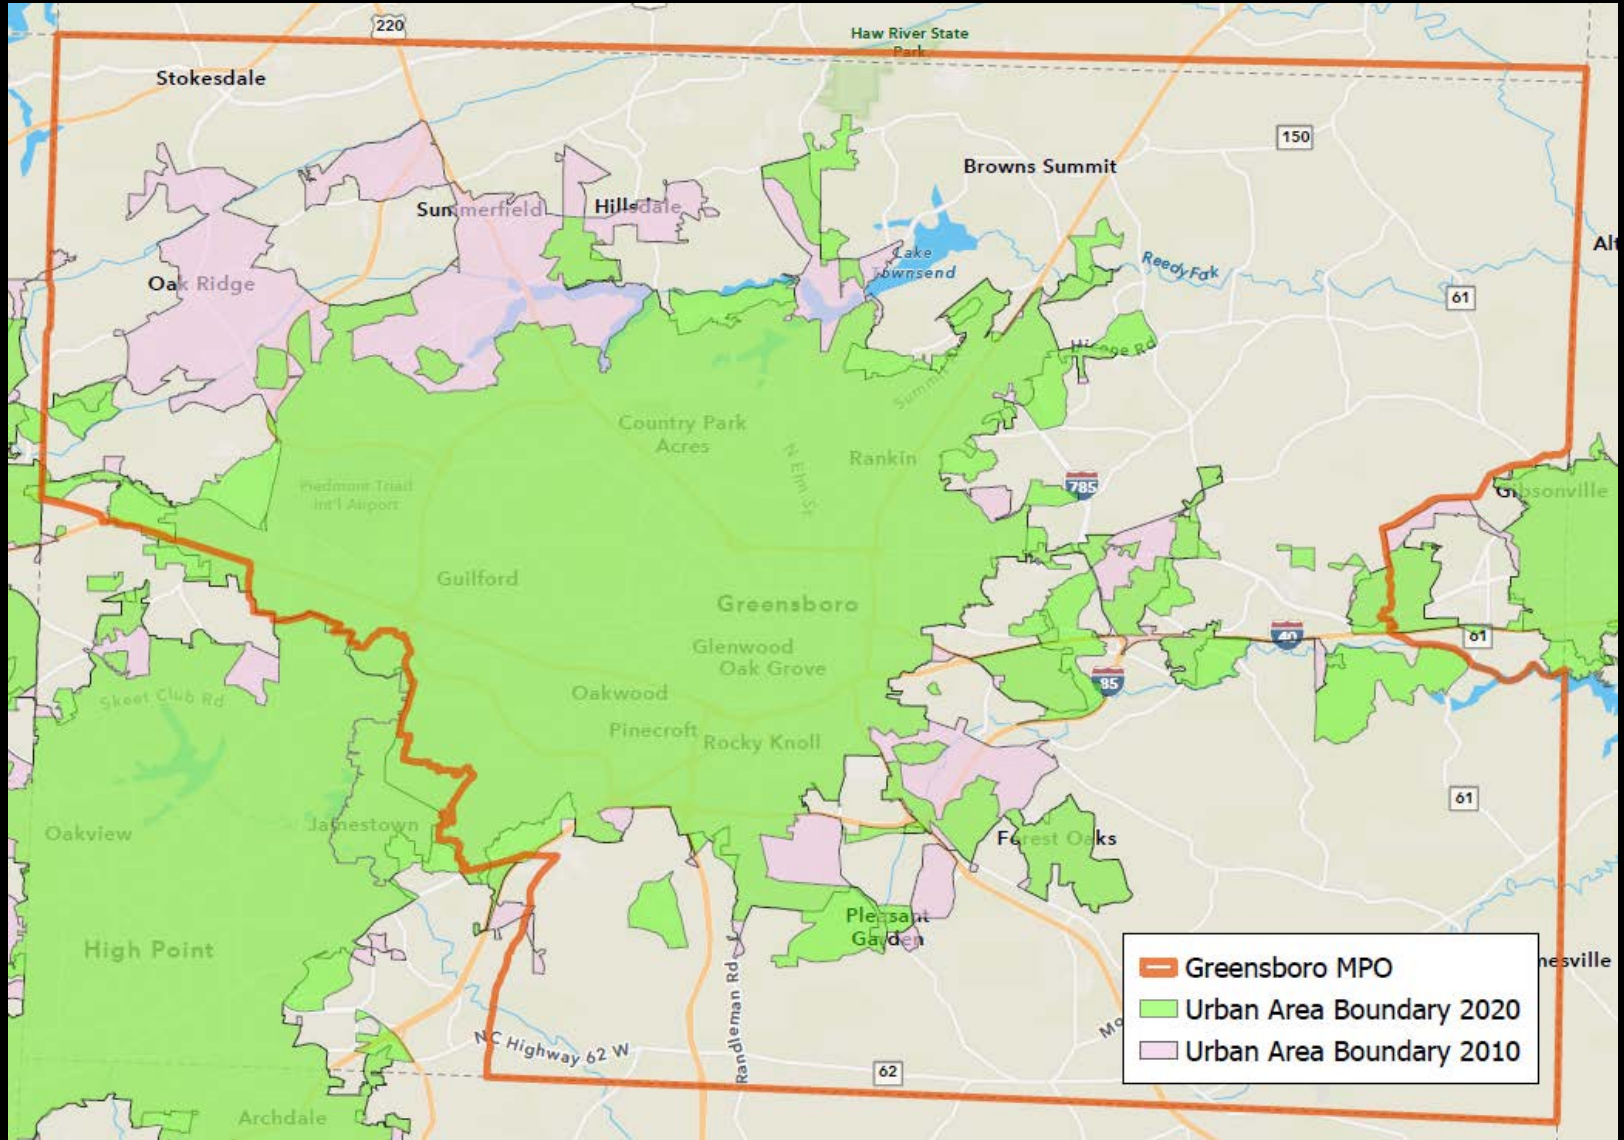 220
Haw River State
Park
Stokesdale
150
Browns Summit
Summerfield
Hillsdale
Lake
Townsend
Reedy Fork
Oak Ridge
61
Hicone Rd
Country Park
Acres
N Elm St
Rankin
Piedmont Triad
Int'l Airport
785
Gibsonville
Guilford
Greensboro
Glenwood
Oak Grove
40
61
85
Skeet Club Rd
Oakwood
Pinecroft
Rocky Knoll
61
Oakview
Jamestown
Forest Oaks
Pleasant
Garden
High Point
Randleman Rd
NC Highway 62 W
62
Archdale
Greensboro MPO
Urban Area Boundary 2020
Urban Area Boundary 2010